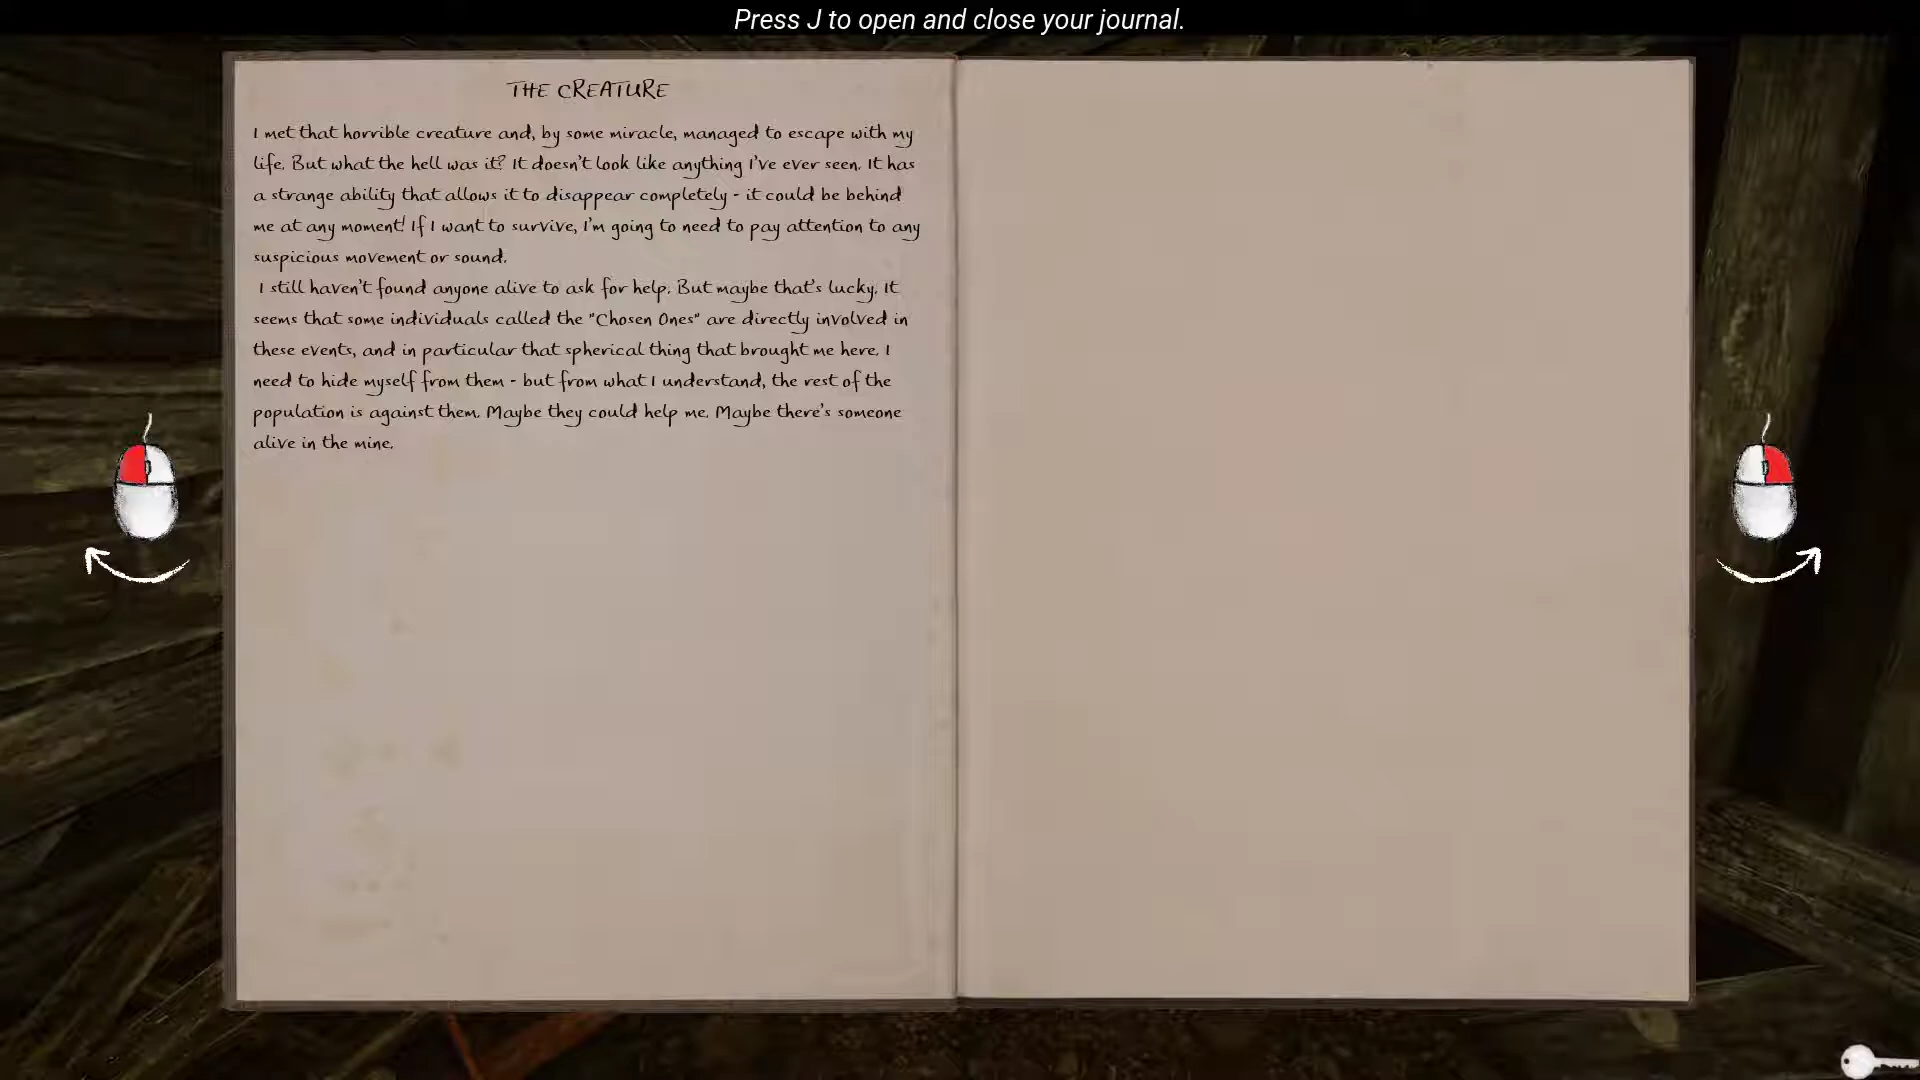 Press J to open and close your journal.
THE CREATURE
I met that horrible creature and, by some miracle, managed to escape with my
life. But what the hell was it? It doesn't look like anything I've ever seen. It has
a strange ability that allows it to disappear completely - it could be behind
me at any moment! If I want to survive, I'm going to need to pay attention to any
suspicious movement or sound.
I still haven't found anyone alive to ask for help. But maybe that's lucky. It
seems that some individuals called the "Chosen Ones" are directly involved in
these events, and in particular that spherical thing that brought me here. I
need to hide myself from them - but from what I understand, the rest of the
population is against them. Maybe they could help me. Maybe there's someone
alive in the mine.